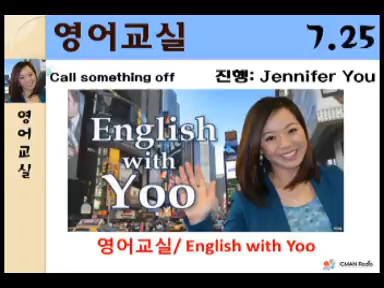 영어교실
7.25
Call something off
진행: Jennifer You
영어교실
English
with
Yoo
영어교실/ English with Yoo
ICMAN Radio